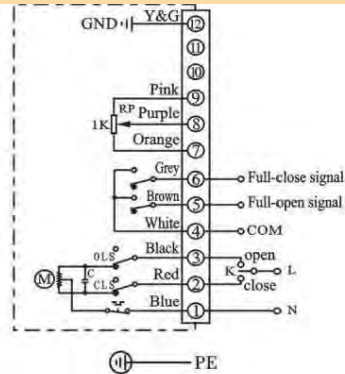 GND Y&G 12
11
10
Pink 9
RP Purple 8
1K
Orange 7
Grey 6 Full-close signal
Brown 5 Full-open signal
White 4 COM
OLS Black 3 open
M C K L
CLS Red 2 close
Blue 1 N
PE